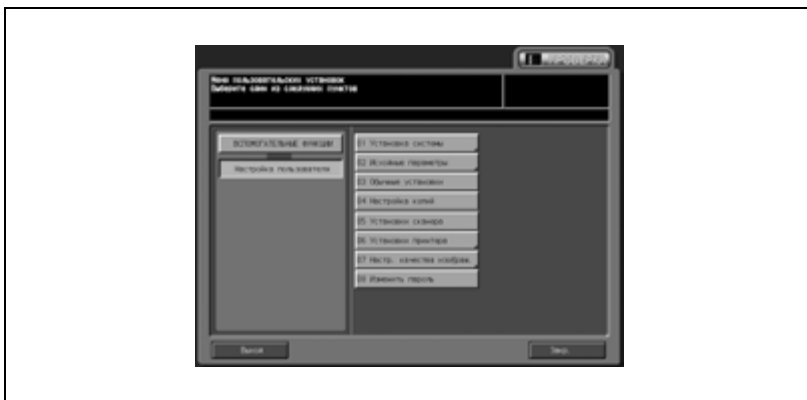 ПРОВЕРКА
Меню пользовательских установок
Выберите один из следующих пунктов
ВСПОМОГАТЕЛЬНЫЕ ФУНКЦИИ
Настройка пользователя
01 Установка системы
02 Исходные параметры
03 Обычные установки
04 Настройка копий
05 Установки сканера
06 Установки принтера
07 Настр. качества изображ.
08 Изменить пароль
Выход
Закр.